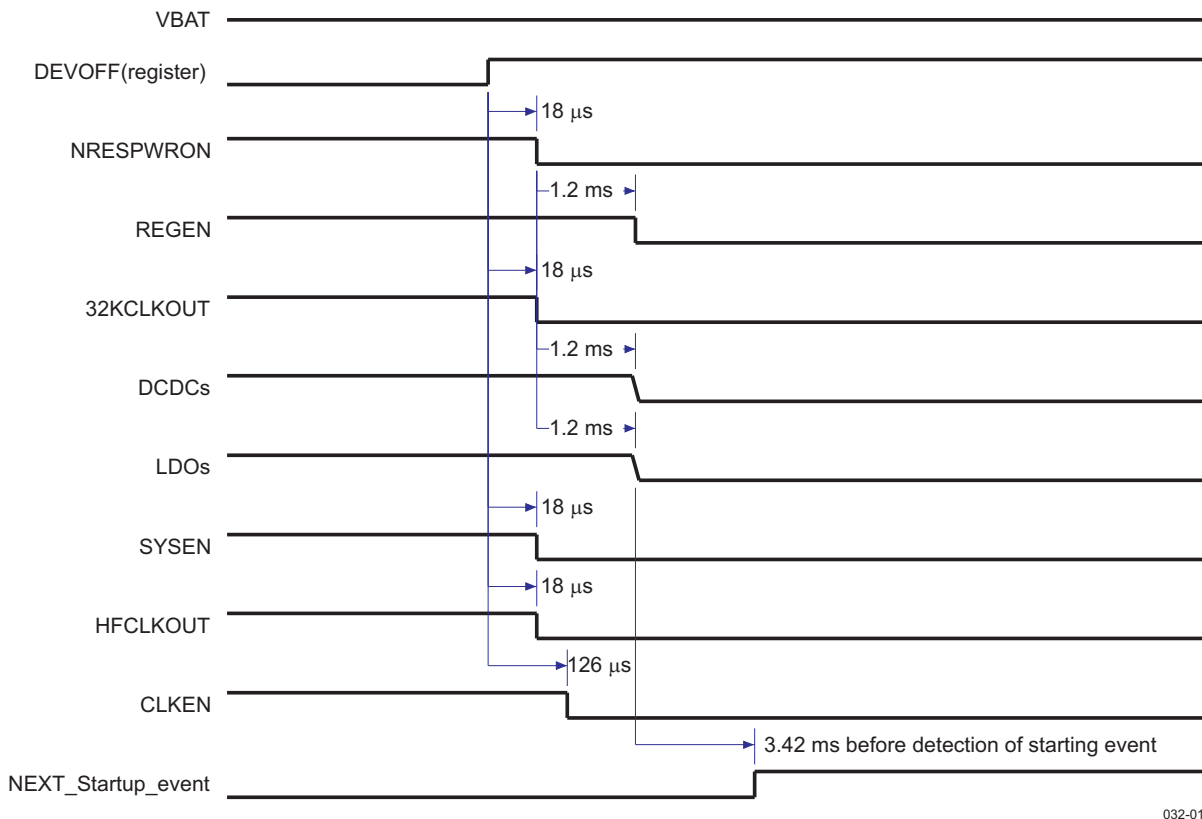 VBAT
DEVOFF(register)
18 μs
NRESPWRON
1.2 ms
REGEN
18 μs
32KCLKOUT
1.2 ms
DCDCs
1.2 ms
LDOs
18 μs
SYSEN
18 μs
HFCLKOUT
126 μs
CLKEN
3.42 ms before detection of starting event
NEXT_Startup_event
032-01